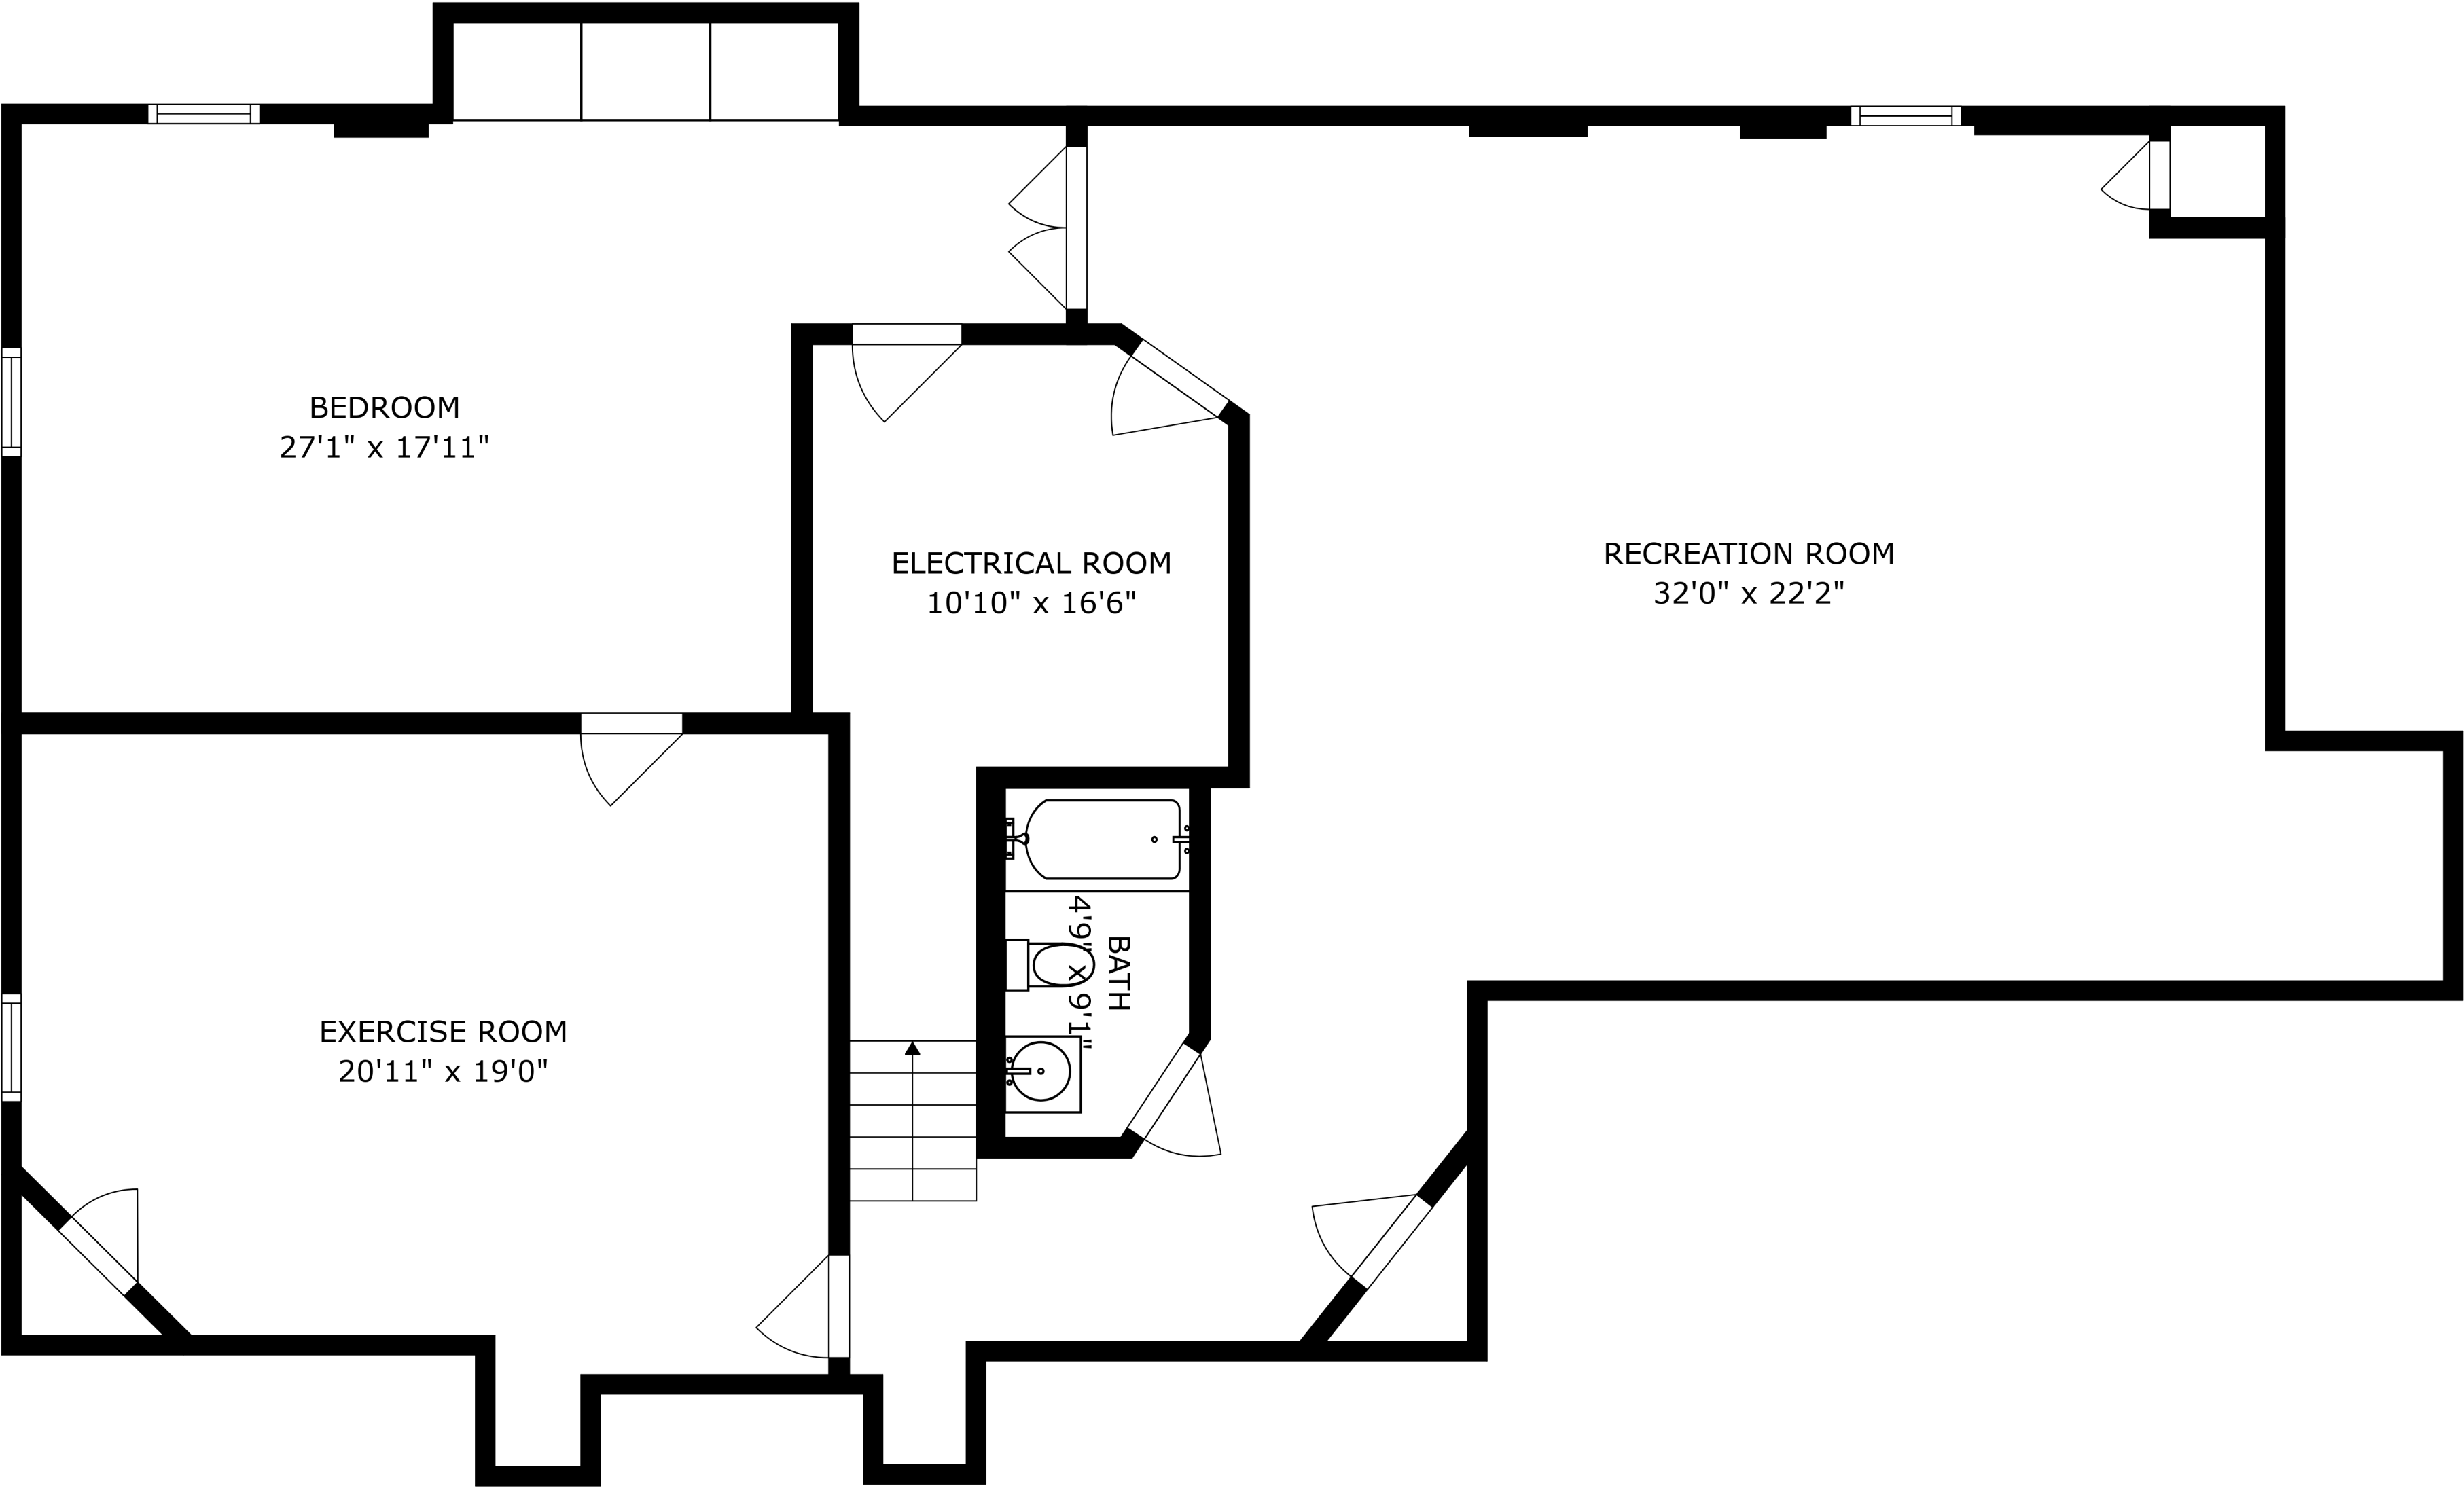 BEDROOM
27'1" x 17'11"
ELECTRICAL ROOM
10'10" x 16'6"
RECREATION ROOM
32'0" x 22'2"
BATH
4'9" x 9'1"
EXERCISE ROOM
20'11" x 19'0"